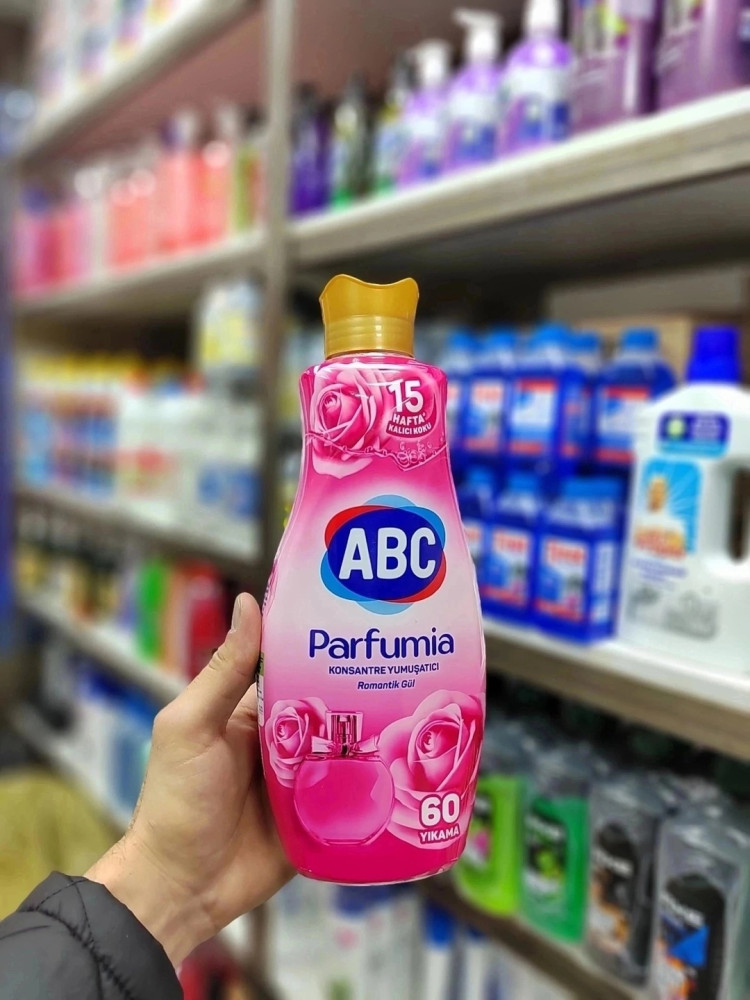 15
HAFTA*
KALICI KOKU
ABC
Parfumia
KONSANTRE YUMUŞATICI
Romantik Gül
60
YIKAMA